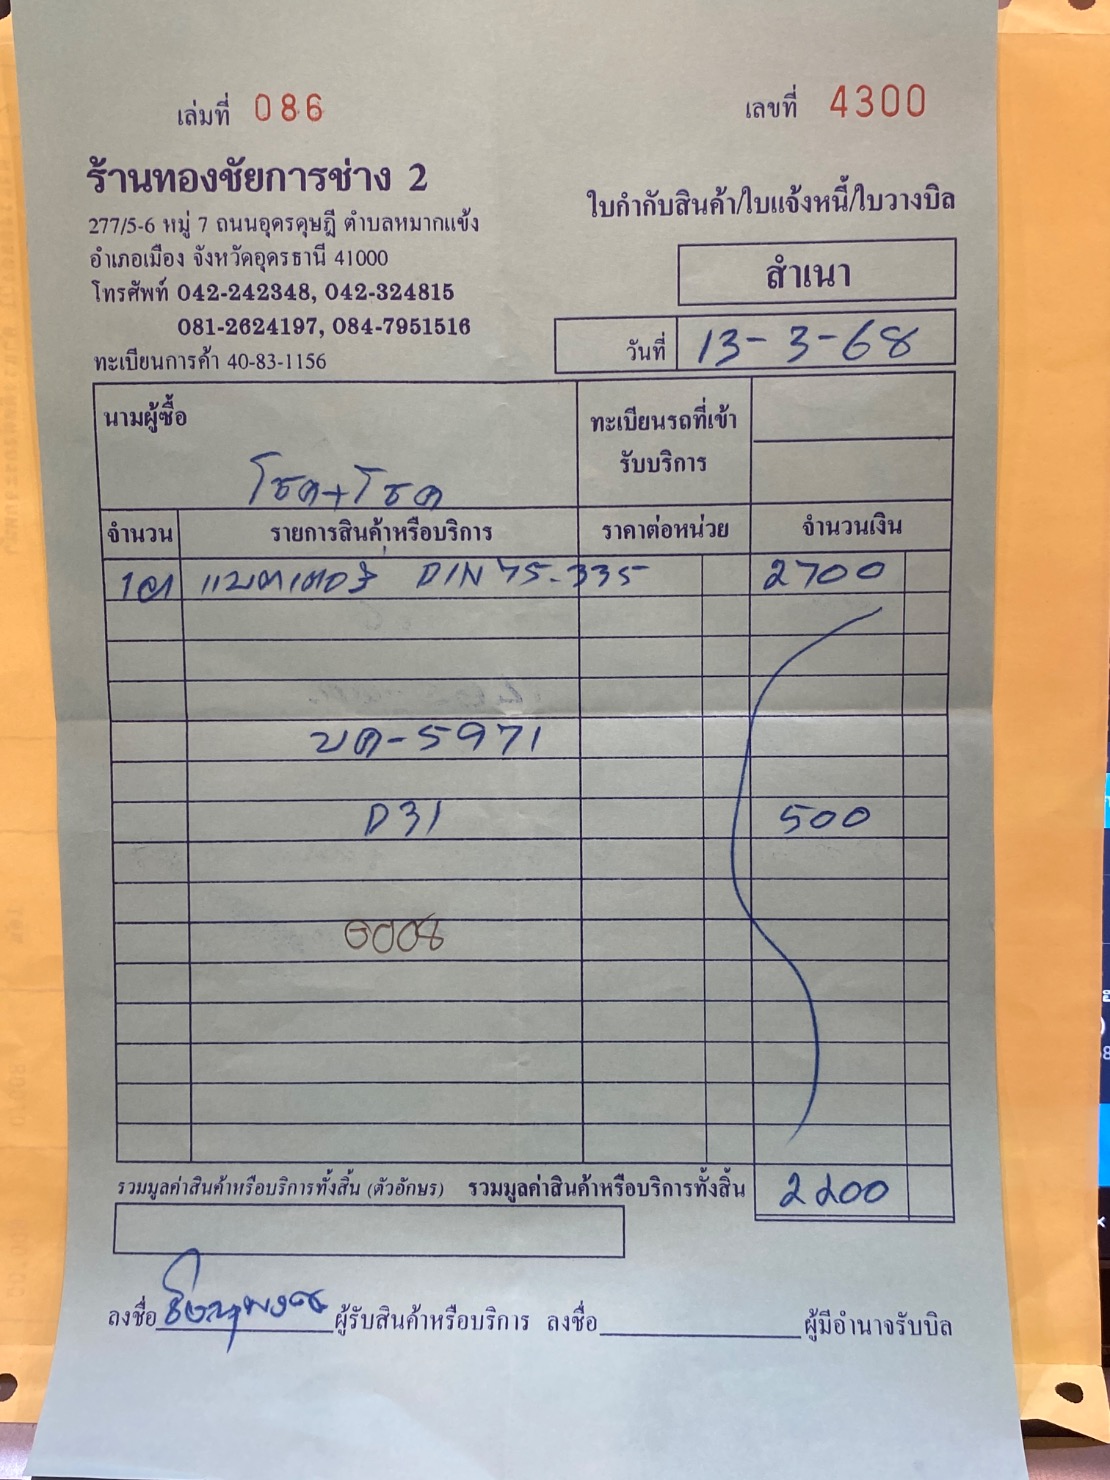 เล่มที่ 086
เลขที่ 4300
ร้านทองชัยการช่าง 2
277/5-6 หมู่ 7 ถนนอุดรดุษฎี ตำบลหมากแข้ง
อำเภอเมือง จังหวัดอุดรธานี 41000
โทรศัพท์ 042-242348, 042-324815
081-2624197, 084-7951516
ทะเบียนการค้า 40-83-1156
ใบกำกับสินค้า/ใบแจ้งหนี้/ใบวางบิล
สำเนา
วันที่ 13-3-68
นามผู้ซื้อ
โชค+โชค
ทะเบียนรถที่เข้า
รับบริการ
จำนวน รายการสินค้าหรือบริการ ราคาต่อหน่วย จำนวนเงิน
1ลูก แบตเตอรี่ DIN 75-335 2700
บด-5971
D31 500
2200
รวมมูลค่าสินค้าหรือบริการทั้งสิ้น (ตัวอักษร) รวมมูลค่าสินค้าหรือบริการทั้งสิ้น
ลงชื่อ ผู้รับสินค้าหรือบริการ ลงชื่อ ผู้มีอำนาจรับบิล